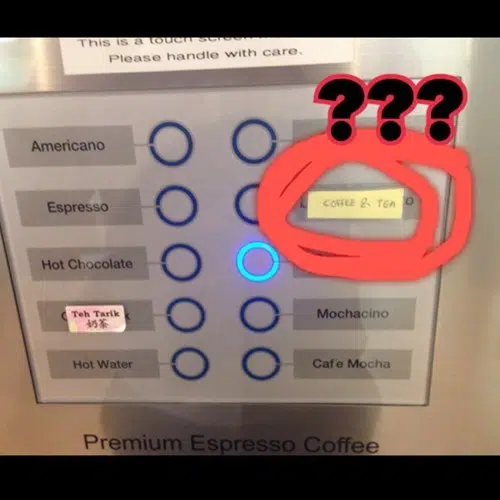 This is a touch screen
Please handle with care.
???
Americano
Espresso
COFFEE & TEA
Hot Chocolate
Teh Tarik
奶茶
Mochacino
Hot Water
Cafe Mocha
Premium Espresso Coffee